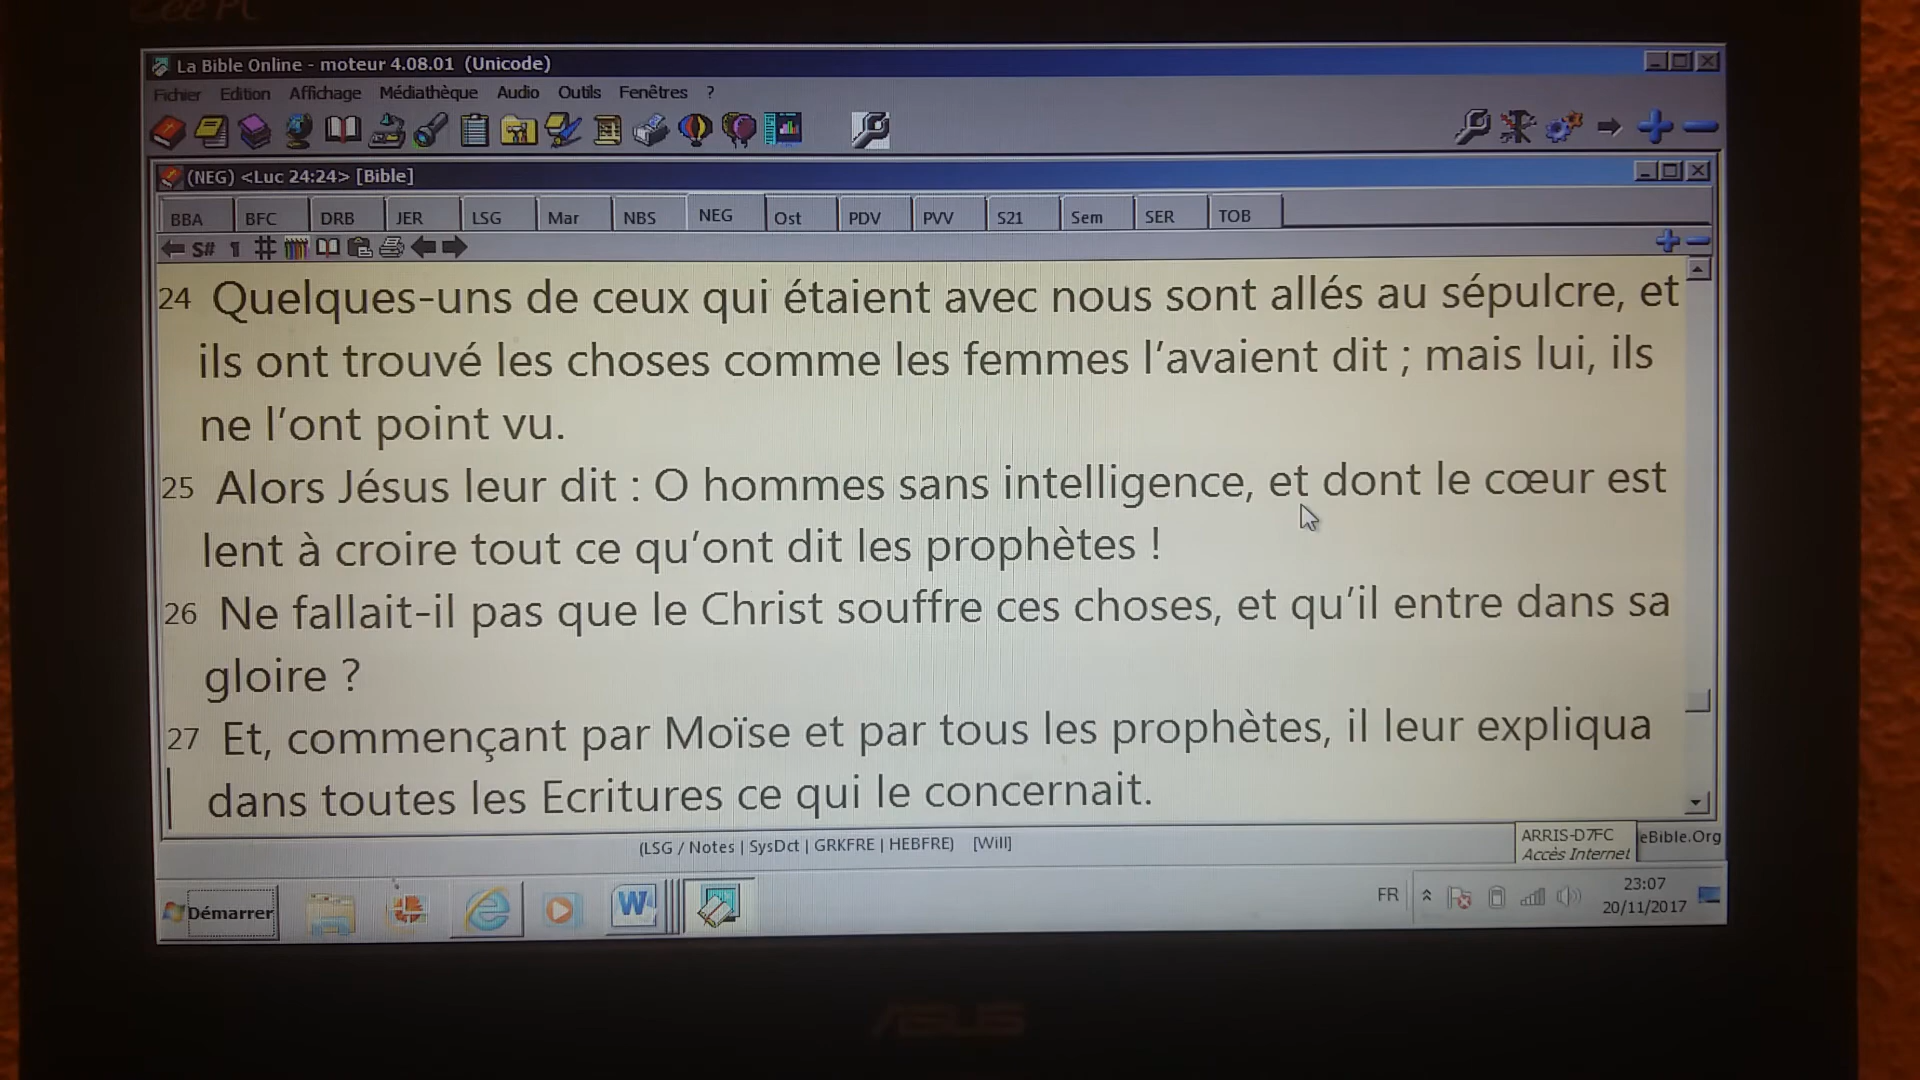 Eee PC
La Bible Online - moteur 4.08.01 (Unicode)
Fichier Edition Affichage Médiathèque Audio Outils Fenêtres ?
(NEG) <Luc 24:24> [Bible]
BBA BFC DRB JER LSG Mar NBS NEG Ost PDV PVV S21 Sem SER TOB
S# ¶ #
24 Quelques-uns de ceux qui étaient avec nous sont allés au sépulcre, et
ils ont trouvé les choses comme les femmes l’avaient dit ; mais lui, ils
ne l’ont point vu.
25 Alors Jésus leur dit : O hommes sans intelligence, et dont le cœur est
lent à croire tout ce qu’ont dit les prophètes !
26 Ne fallait-il pas que le Christ souffre ces choses, et qu’il entre dans sa
gloire ?
27 Et, commençant par Moïse et par tous les prophètes, il leur expliqua
dans toutes les Ecritures ce qui le concernait.
(LSG / Notes | SysDct | GRKFRE | HEBFRE) [Will]
ARRIS-D7FC
Accès Internet
eBible.Org
Démarrer
W
FR
23:07
20/11/2017
ASUS